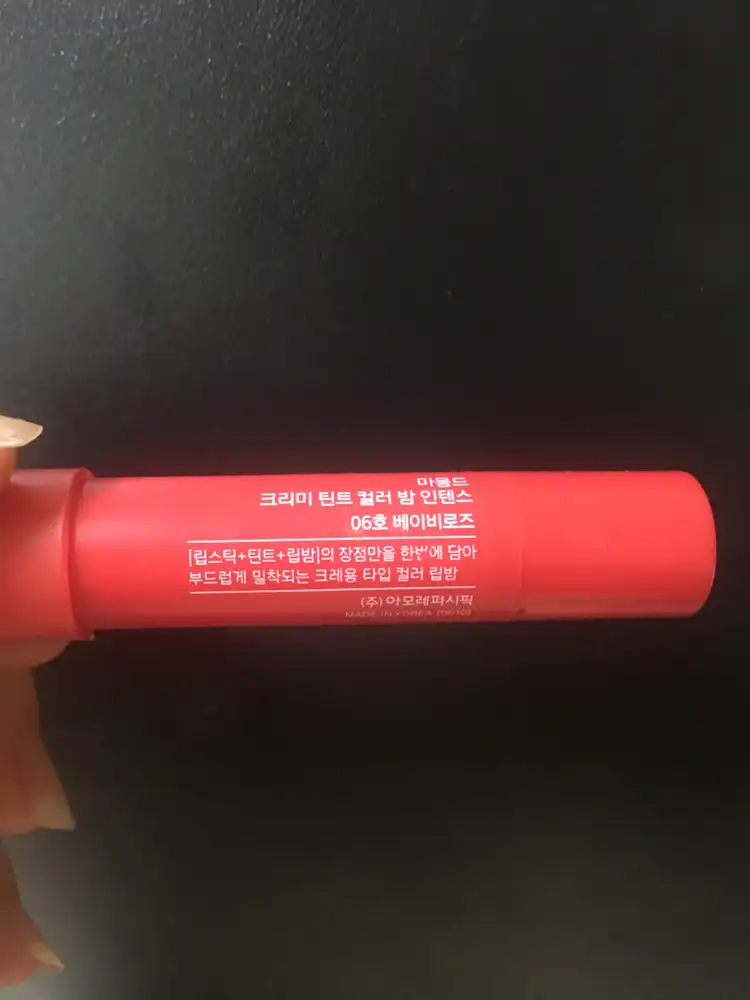 마몽드
크리미 틴트 컬러 밤 인텐스
06호 베이비로즈
[립스틱+틴트+립밤]의 장점만을 한번에 담아
부드럽게 밀착되는 크레용 타입 컬러 립밤
(주)아모레퍼시픽
MADE IN KOREA